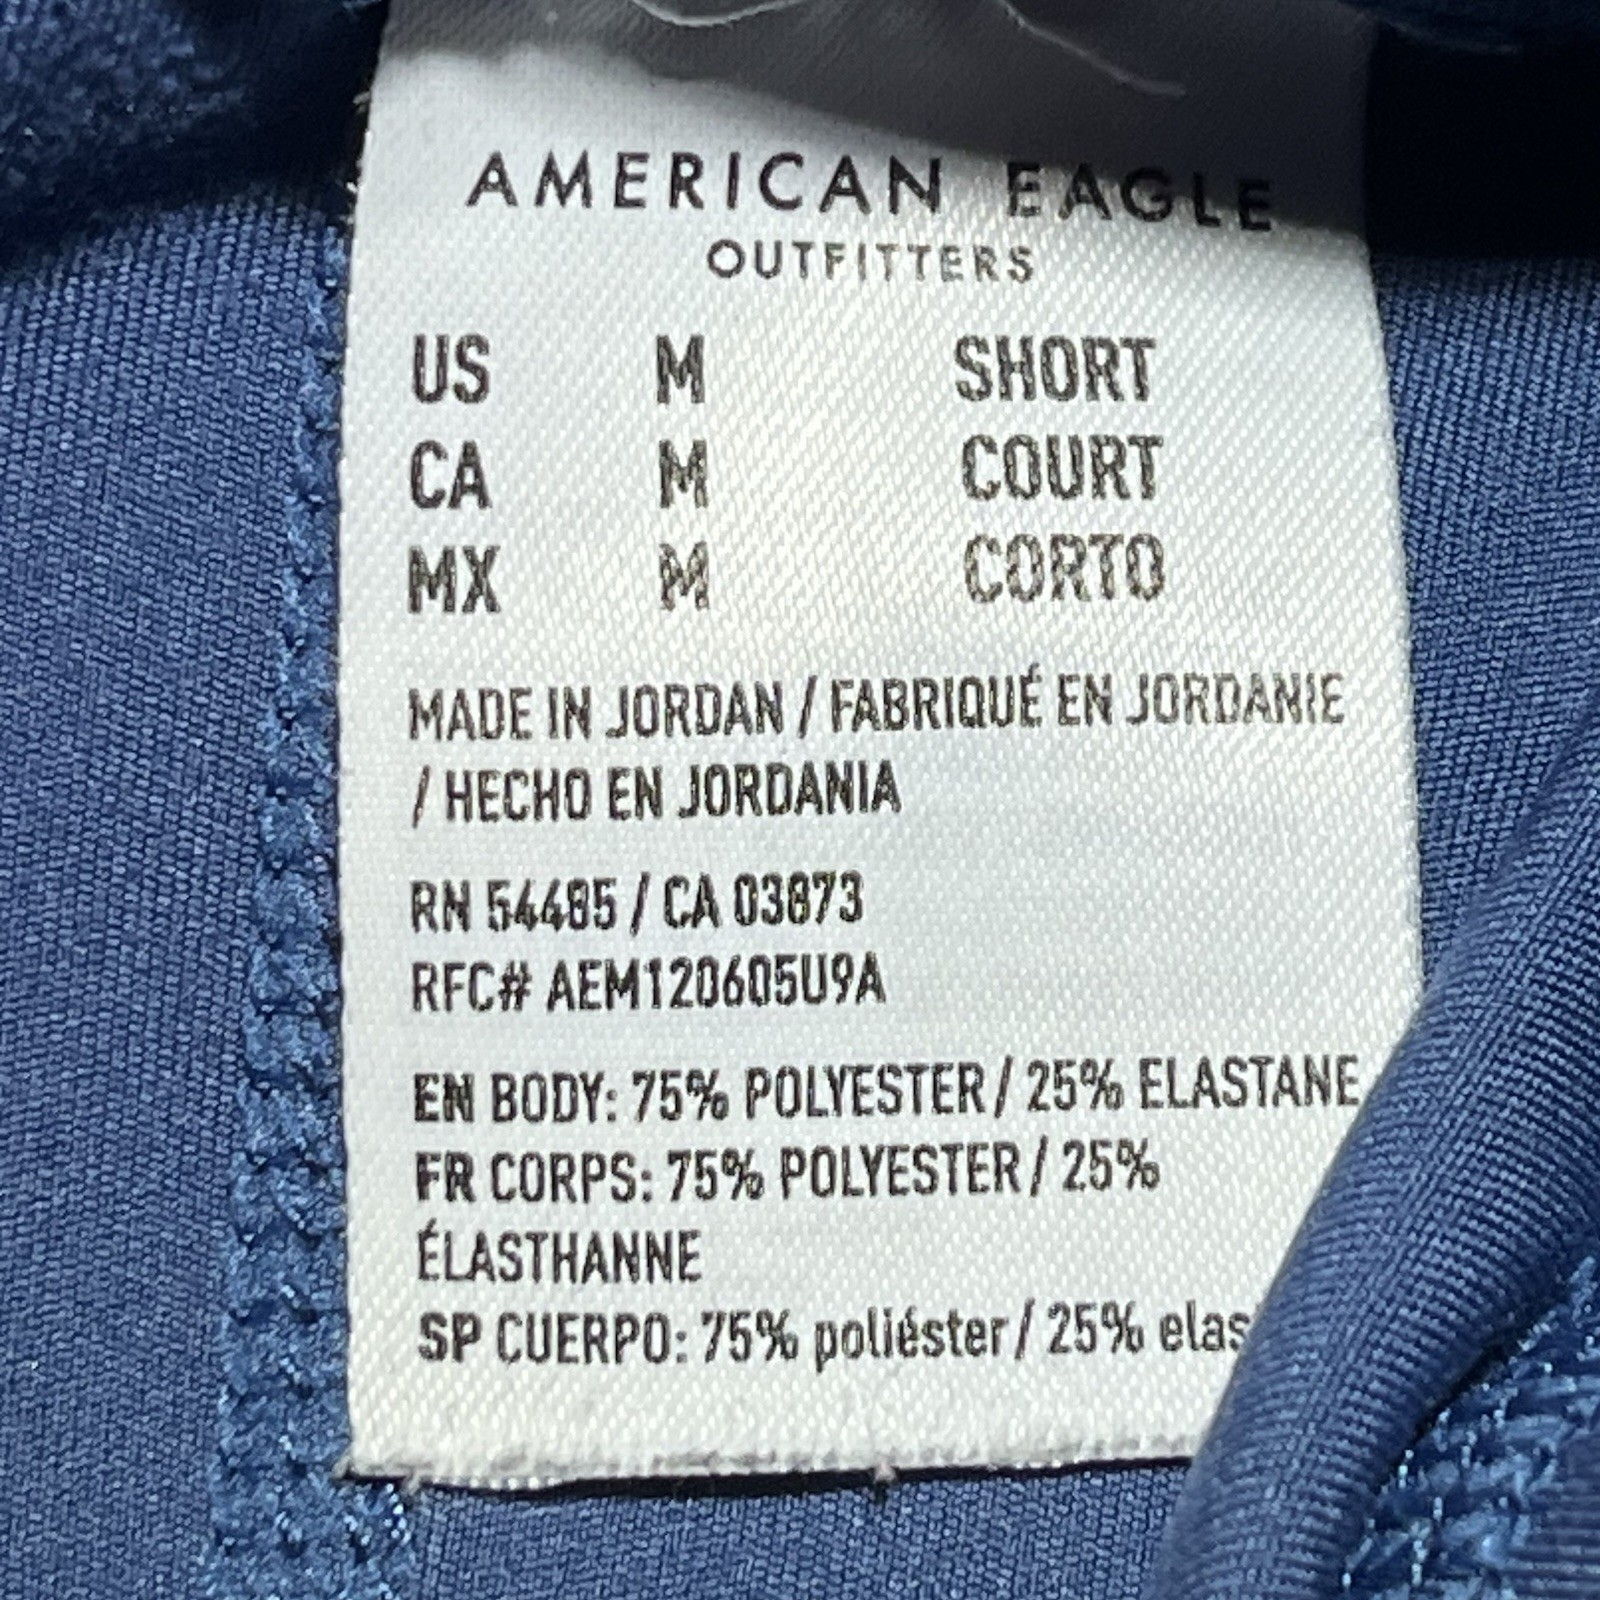 AMERICAN EAGLE
OUTFITTERS
US M SHORT
CA M COURT
MX M CORTO
MADE IN JORDAN / FABRIQUÉ EN JORDANIE
/ HECHO EN JORDANIA
RN 54485 / CA 03873
RFC# AEM120605U9A
EN BODY: 75% POLYESTER / 25% ELASTANE
FR CORPS: 75% POLYESTER / 25%
ÉLASTHANNE
SP CUERPO: 75% poliéster / 25%